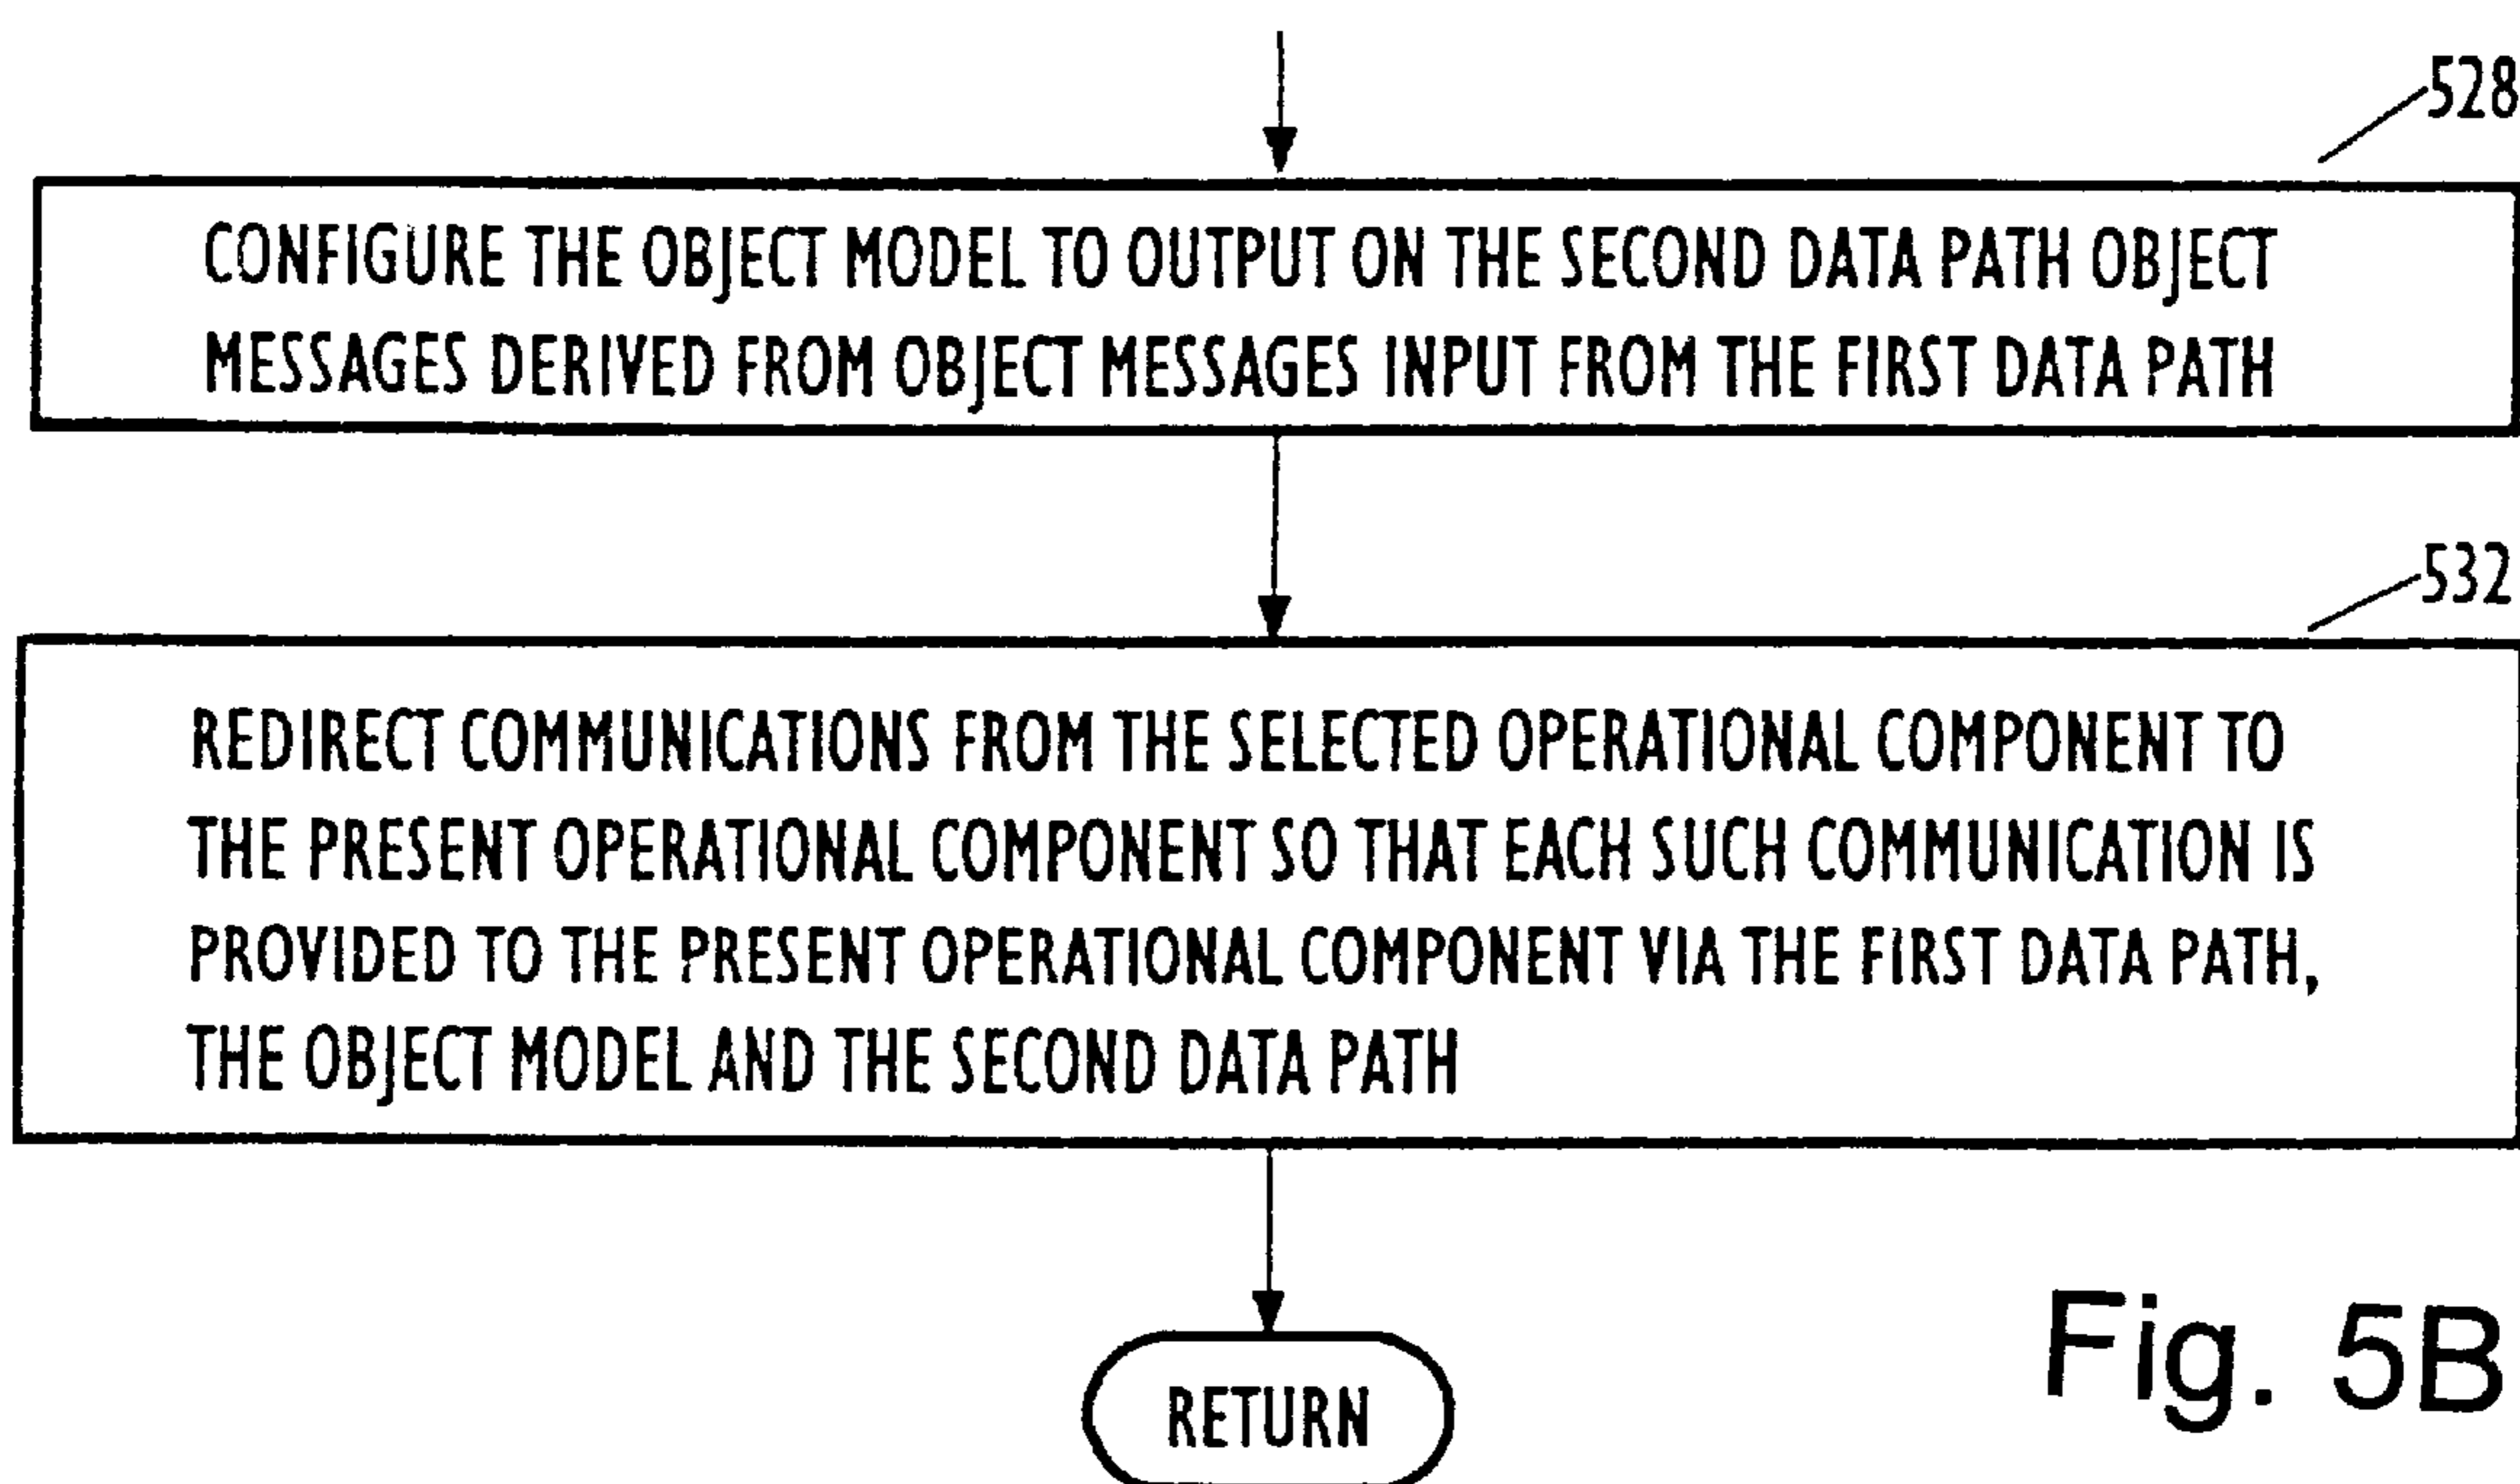 528
CONFIGURE THE OBJECT MODEL TO OUTPUT ON THE SECOND DATA PATH OBJECT
MESSAGES DERIVED FROM OBJECT MESSAGES INPUT FROM THE FIRST DATA PATH
532
REDIRECT COMMUNICATIONS FROM THE SELECTED OPERATIONAL COMPONENT TO
THE PRESENT OPERATIONAL COMPONENT SO THAT EACH SUCH COMMUNICATION IS
PROVIDED TO THE PRESENT OPERATIONAL COMPONENT VIA THE FIRST DATA PATH,
THE OBJECT MODEL AND THE SECOND DATA PATH
RETURN
Fig. 5B